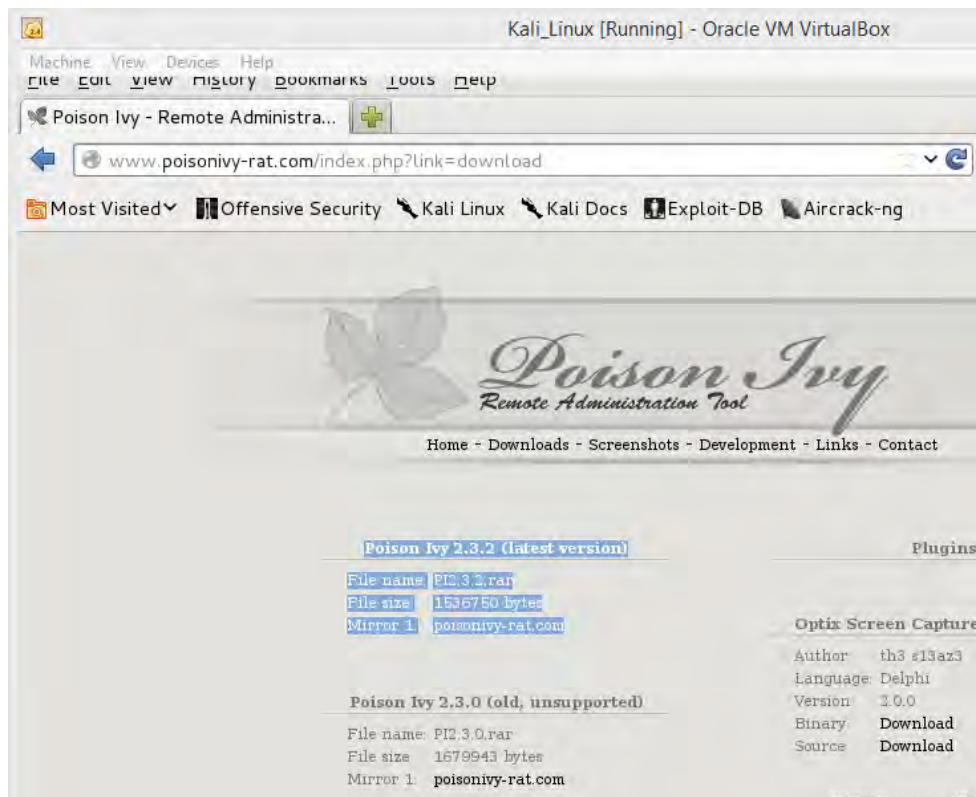 Kali_Linux [Running] - Oracle VM VirtualBox
Machine View Devices Help
File Edit View History Bookmarks Tools Help
Poison Ivy - Remote Administra...
www.poisonivy-rat.com/index.php?link=download
Most Visited Offensive Security Kali Linux Kali Docs Exploit-DB Aircrack-ng
Poison Ivy
Remote Administration Tool
Home - Downloads - Screenshots - Development - Links - Contact
Poison Ivy 2.3.2 (latest version)
File name: PI2.3.2.rar
File size 1536750 bytes
Mirror 1: poisonivy-rat.com
Poison Ivy 2.3.0 (old, unsupported)
File name: PI2.3.0.rar
File size 1679943 bytes
Mirror 1: poisonivy-rat.com
Plugins
Optix Screen Capture
Author th3 s13az3
Language: Delphi
Version 2.0.0
Binary Download
Source Download